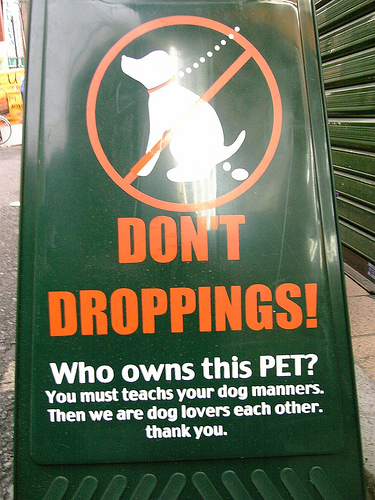 DON'T
DROPPINGS!
Who owns this PET?
You must teachs your dog manners.
Then we are dog lovers each other.
thank you.